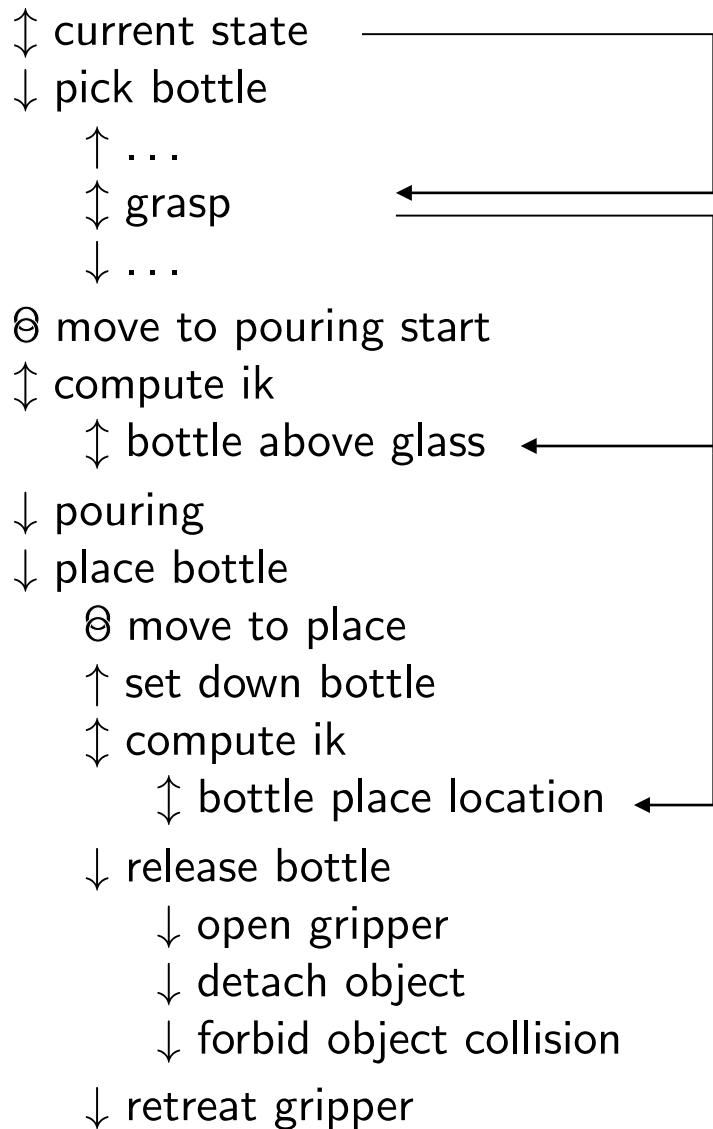 ↕ current state
↓ pick bottle
↑ . . .
↕ grasp
↓ . . .
move to pouring start
↕ compute ik
↕ bottle above glass
↓ pouring
↓ place bottle
move to place
↑ set down bottle
↕ compute ik
↕ bottle place location
↓ release bottle
↓ open gripper
↓ detach object
↓ forbid object collision
↓ retreat gripper